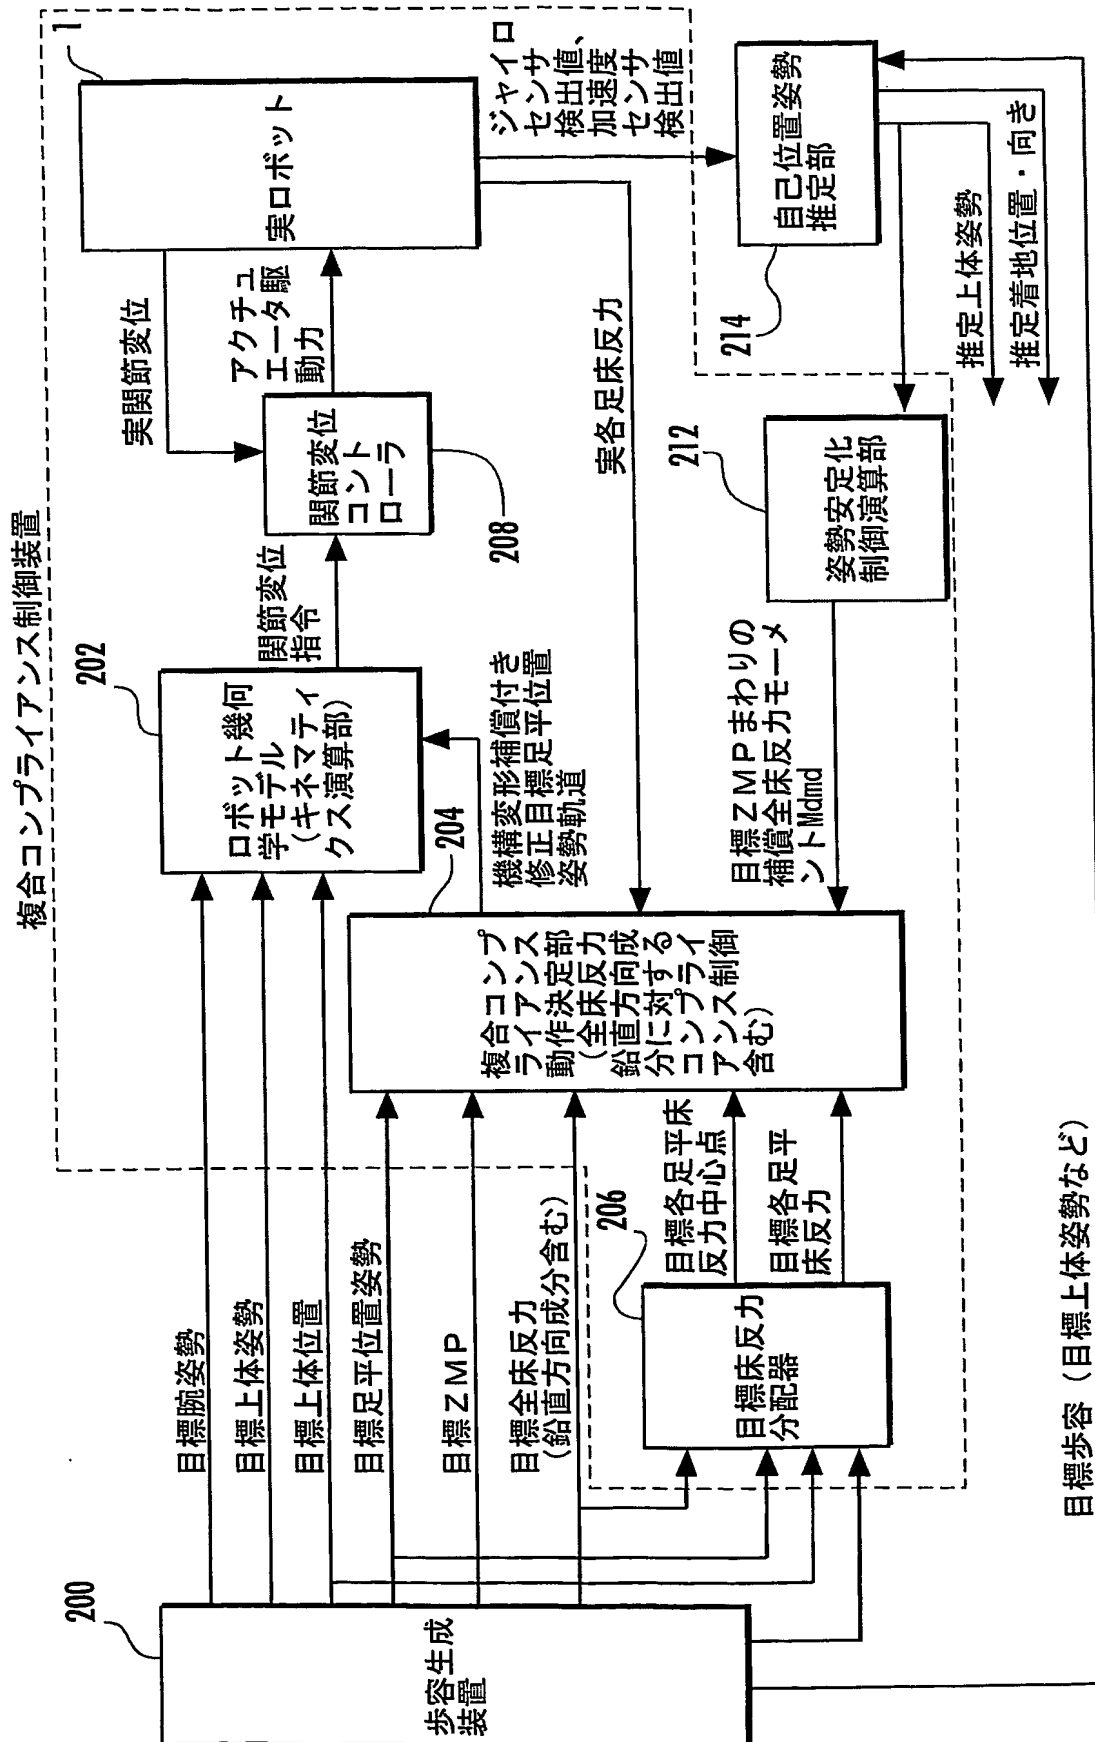 複合コンプライアンス制御装置
200
歩容生成
装置
目標腕姿勢
目標上体姿勢
目標上体位置
目標足平位置姿勢
目標ZMP
目標全床反力
(鉛直方向成分含む)
206
目標床反力
分配器
目標各足平床
反力中心点
目標各足平
床反力
202
ロボット幾何
学モデル
(キネマティ
クス演算部)
204
複合コンプ
ライアンス
動作決定部
(全床反力
鉛直方向成
分に対する
コンプライ
アンス制御
含む)
機構変形補償付き
修正目標足平位置
姿勢軌道
関節変位
指令
208
関節変位
コント
ローラ
実関節変位
アクチュ
エータ駆
動力
1
実ロボット
実各足床反力
ジャイロ
センサ
検出値、
加速度
センサ
検出値
目標ZMPまわりの
補償全床反力モーメ
ントMdmd
212
姿勢安定化
制御演算部
214
自己位置姿勢
推定部
推定上体姿勢
推定着地位置・向き
目標歩容(目標上体姿勢など)